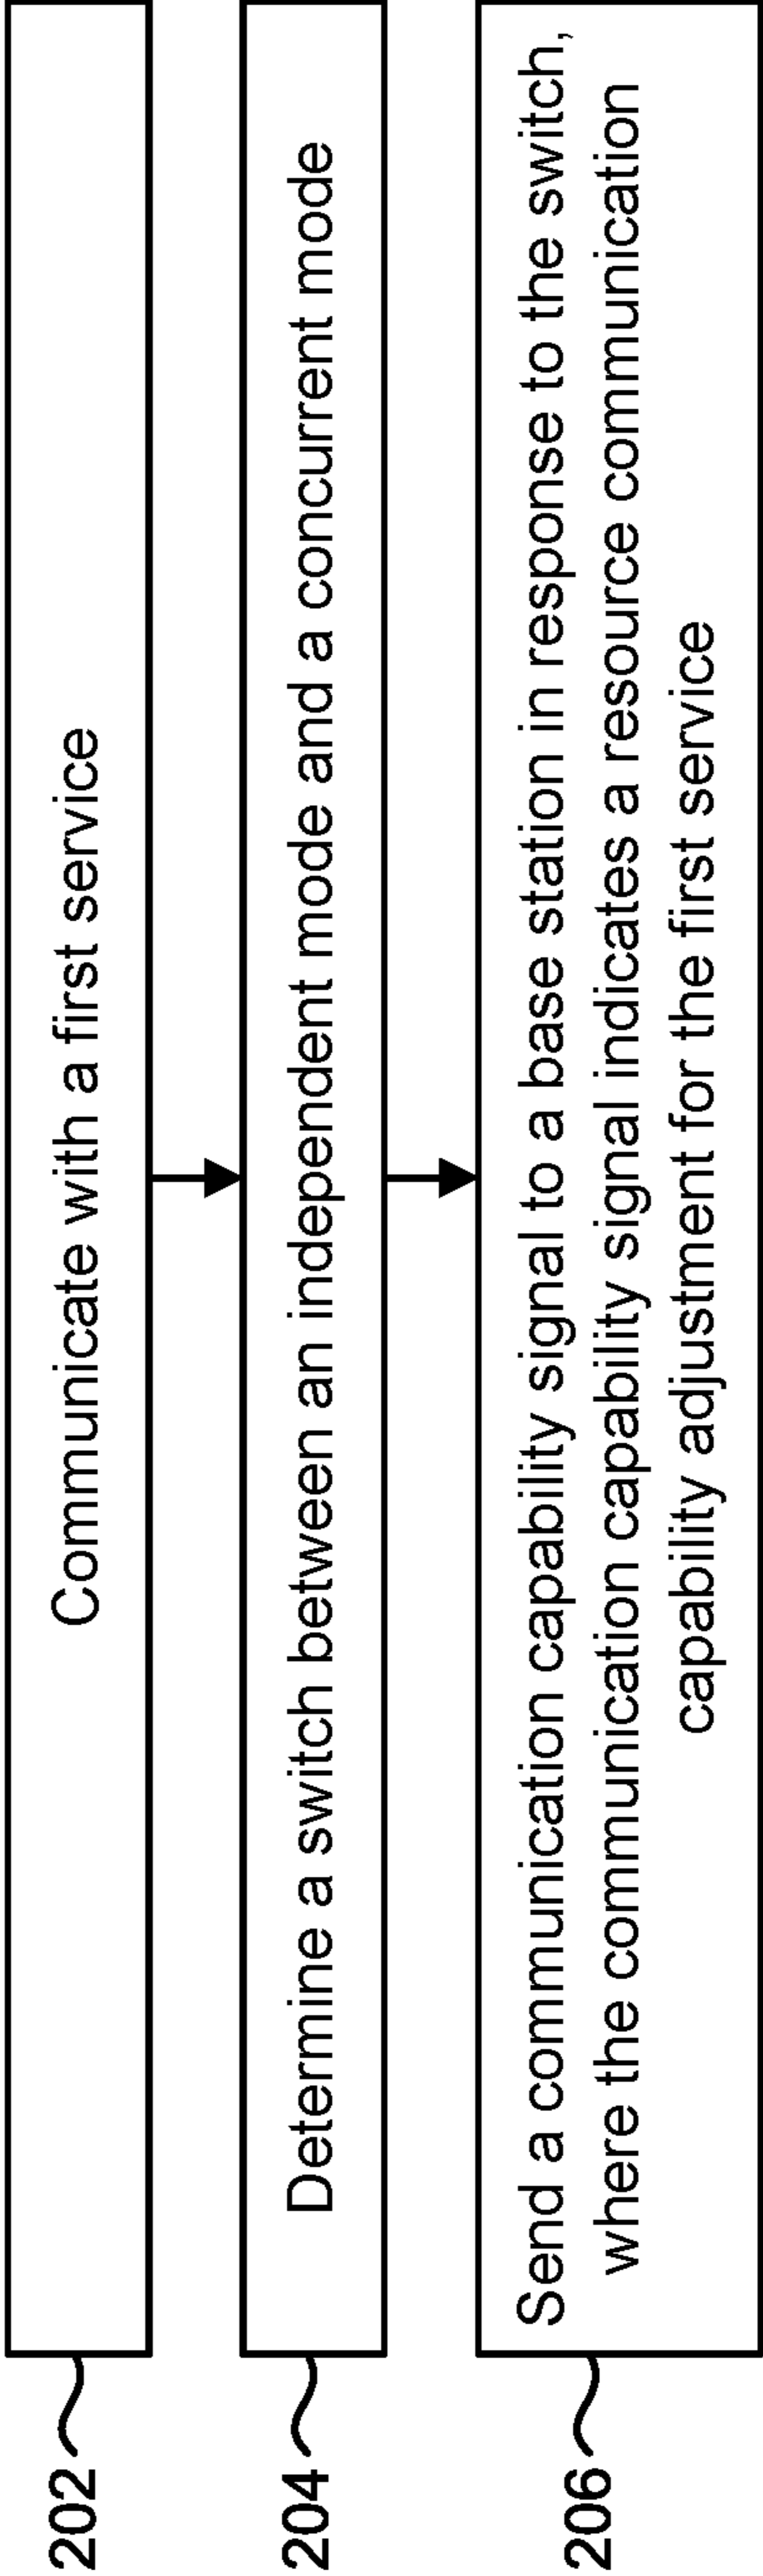 202
Communicate with a first service
204
Determine a switch between an independent mode and a concurrent mode
206
Send a communication capability signal to a base station in response to the switch,
where the communication capability signal indicates a resource communication
capability adjustment for the first service